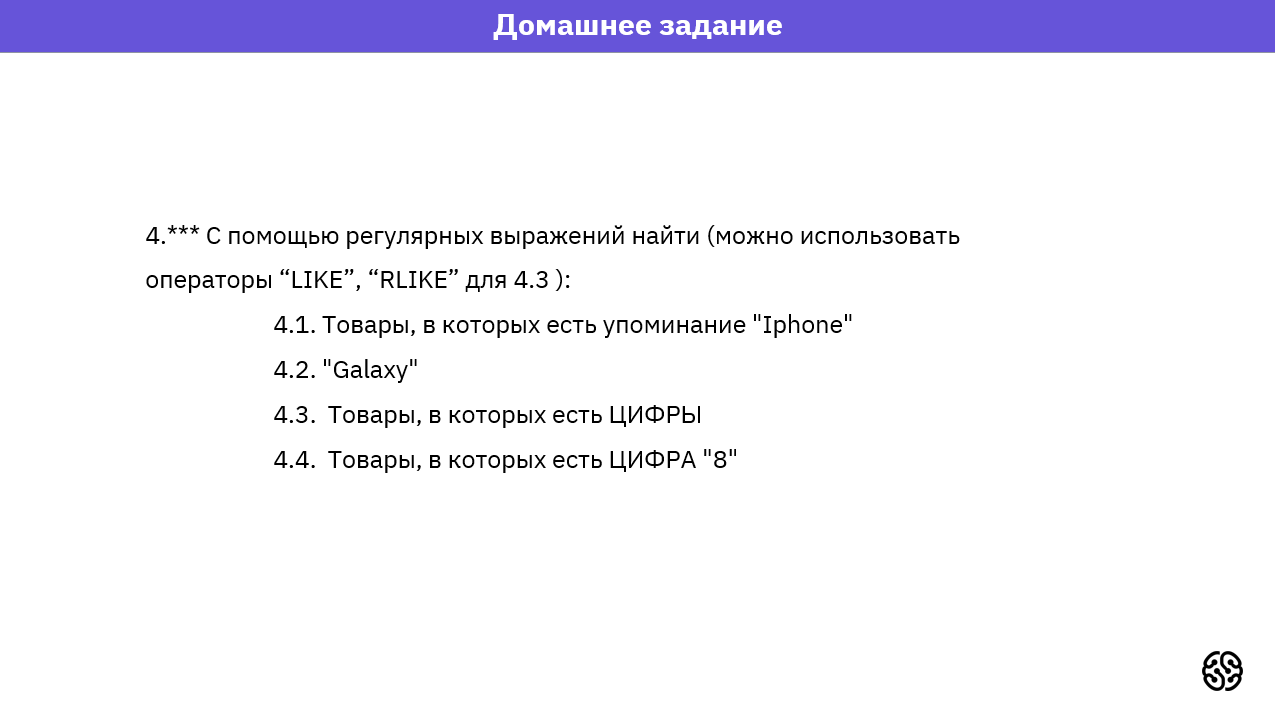 Домашнее задание
4.*** С помощью регулярных выражений найти (можно использовать
операторы “LIKE”, “RLIKE” для 4.3 ):
4.1. Товары, в которых есть упоминание "Iphone"
4.2. "Galaxy"
4.3.  Товары, в которых есть ЦИФРЫ
4.4.  Товары, в которых есть ЦИФРА "8"